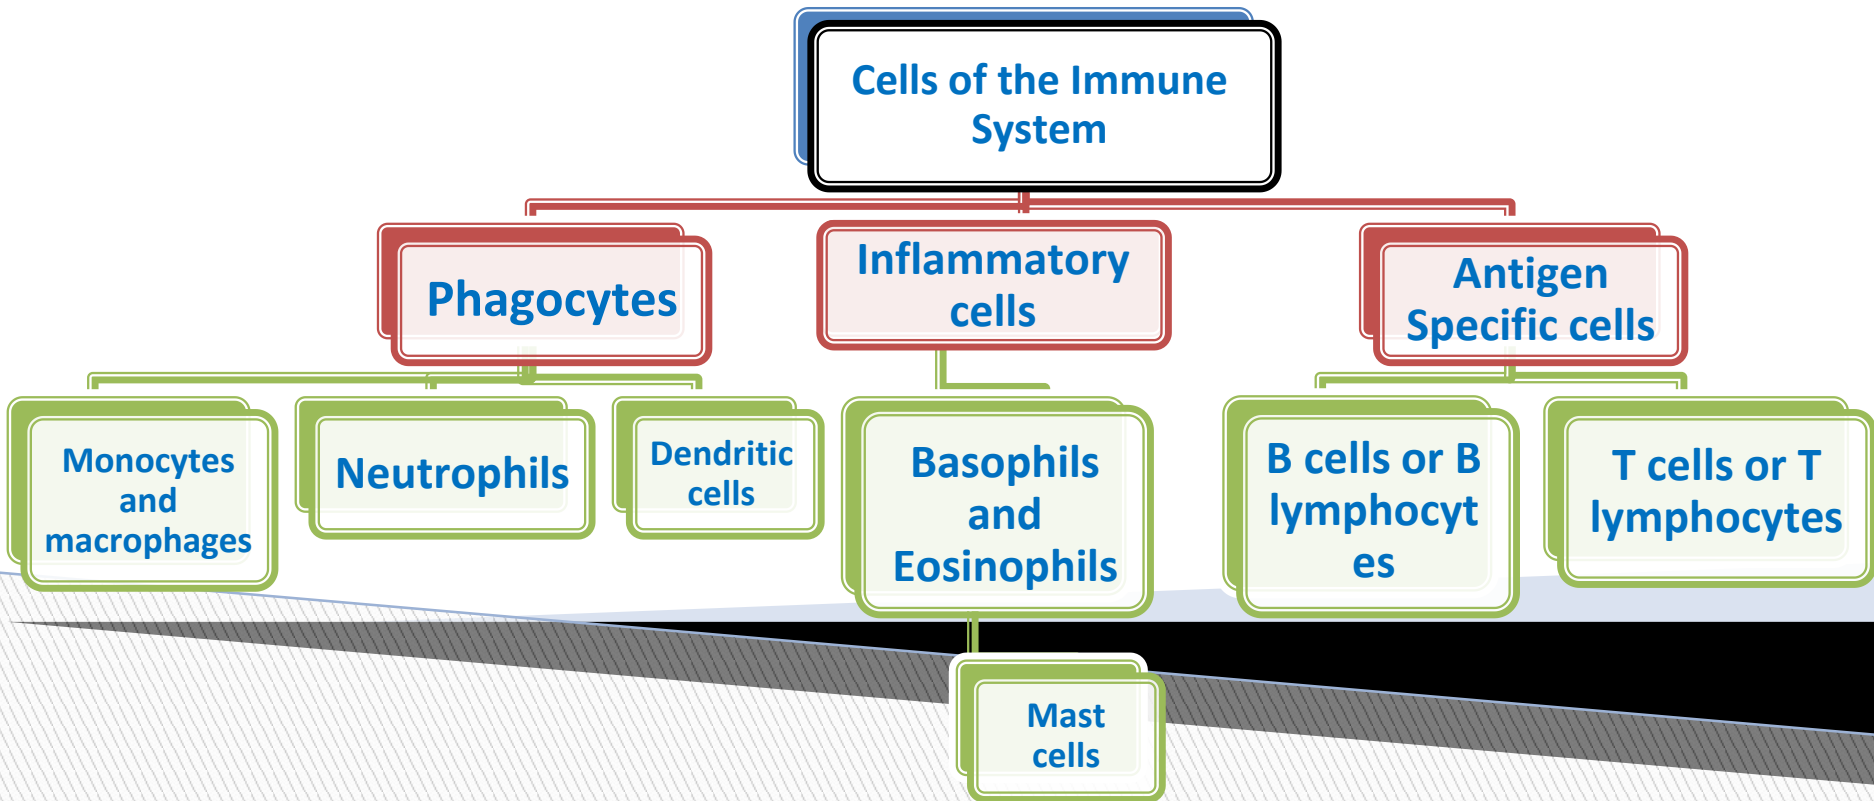 Cells of the Immune
System
Phagocytes
Inflammatory
cells
Antigen
Specific cells
Monocytes
and
macrophages
Neutrophils
Dendritic
cells
Basophils
and
Eosinophils
B cells or B
lymphocyt
es
T cells or T
lymphocytes
Mast
cells